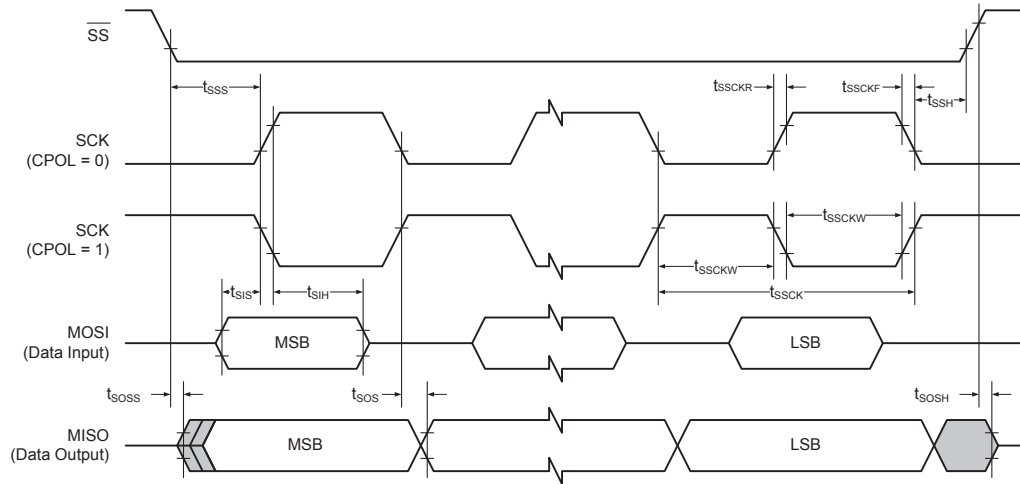 SS
tSSS
tSSCKR
tSSCKF
tSSH
SCK
(CPOL = 0)
SCK
(CPOL = 1)
tSSCKW
tSSCKW
tSSCK
tSIS
tSIH
MOSI
(Data Input)
MSB
LSB
tSOSS
tSOS
tSOSH
MISO
(Data Output)
MSB
LSB